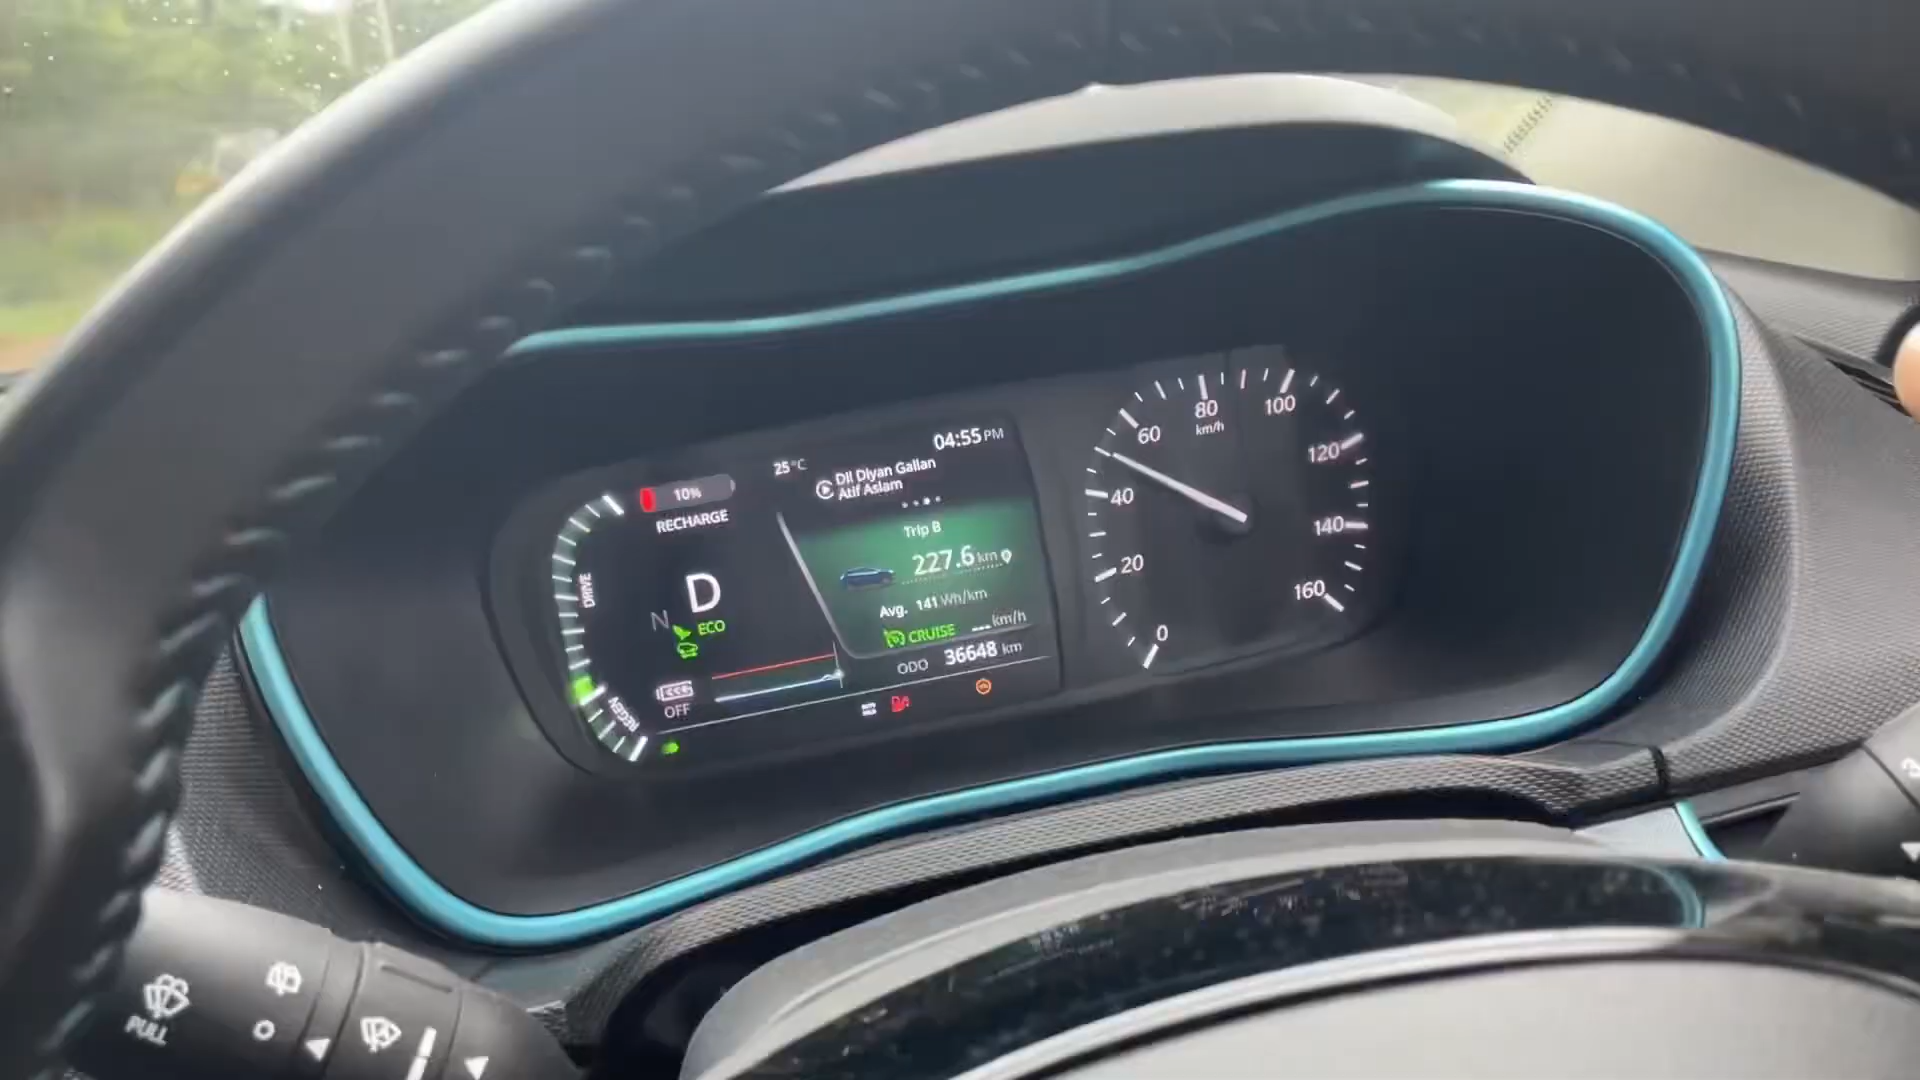 04:55 PM
25°C
Dil Diyan Gallan
Atif Aslam
10%
RECHARGE
Trip B
227.6 km
Avg. 141 Wh/km
CRUISE ---km/h
ODO 36648 km
DRIVE
N D
ECO
REGEN
OFF
0
20
40
60
80
100
120
140
160
km/h
PULL